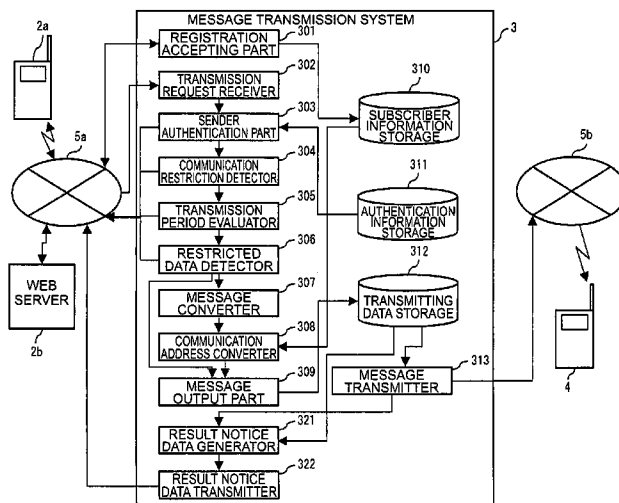 MESSAGE TRANSMISSION SYSTEM
3
2a
REGISTRATION
ACCEPTING PART
301
TRANSMISSION
REQUEST RECEIVER
302
SENDER
AUTHENTICATION PART
303
COMMUNICATION
RESTRICTION DETECTOR
304
TRANSMISSION
PERIOD EVALUATOR
305
RESTRICTED
DATA DETECTOR
306
MESSAGE
CONVERTER
307
COMMUNICATION
ADDRESS CONVERTER
308
MESSAGE
OUTPUT PART
309
RESULT NOTICE
DATA GENERATOR
321
RESULT NOTICE
DATA TRANSMITTER
322
310
SUBSCRIBER
INFORMATION
STORAGE
311
AUTHENTICATION
INFORMATION
STORAGE
312
TRANSMITTING
DATA STORAGE
313
MESSAGE
TRANSMITTER
5a
WEB
SERVER
2b
5b
4